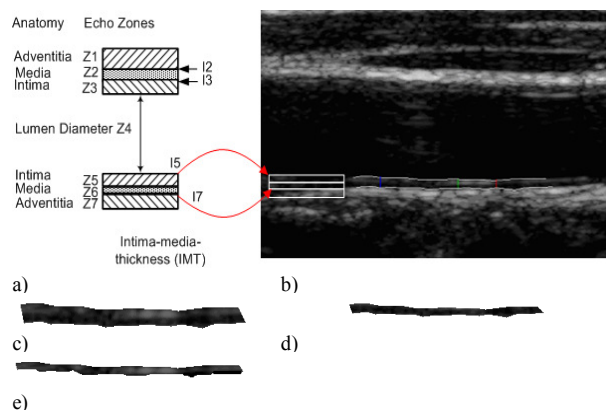 Anatomy Echo Zones
Adventitia Z1
Media Z2
Intima Z3
I2
I3
Lumen Diameter Z4
I5
Intima Z5
Media Z6
Adventitia Z7
I7
Intima-media-
thickness (IMT)
a) b)
c) d)
e)